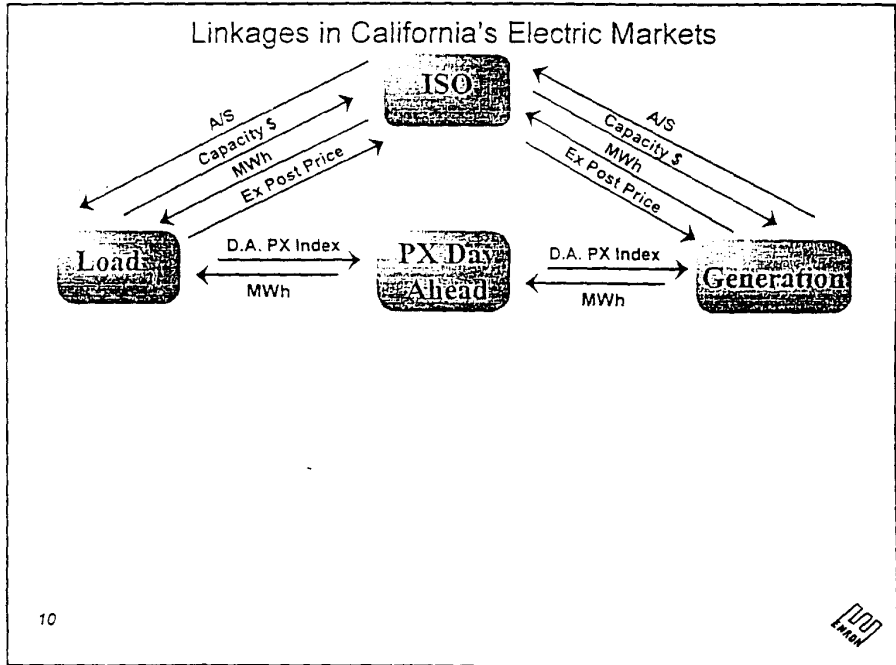 Linkages in California's Electric Markets
ISO
A/S
Capacity $
MWh
Ex Post Price
A/S
Capacity $
MWh
Ex Post Price
Load
D.A. PX Index
MWh
PX Day
Ahead
D.A. PX Index
MWh
Generation
10
ENRON